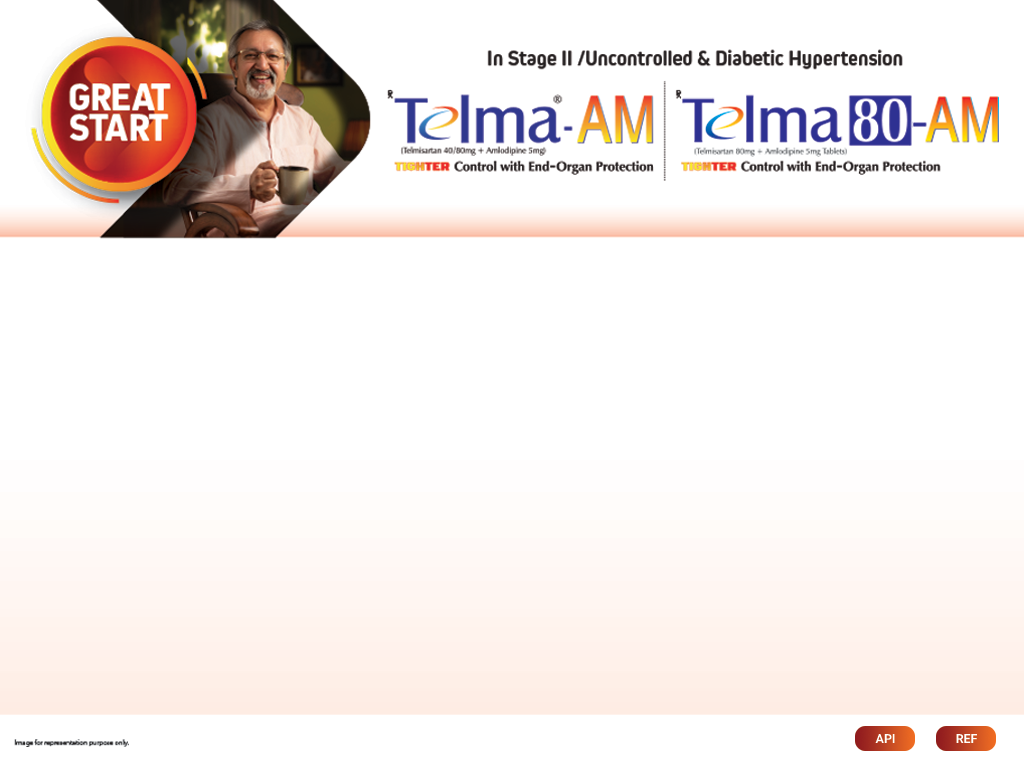 GREAT
START
In Stage II /Uncontrolled & Diabetic Hypertension
℞ Telma®-AM
(Telmisartan 40/80mg + Amlodipine 5mg)
TIGHTER Control with End-Organ Protection
℞ Telma 80-AM
(Telmisartan 80mg + Amlodipine 5mg Tablets)
TIGHTER Control with End-Organ Protection
Image for representation purpose only.
API
REF